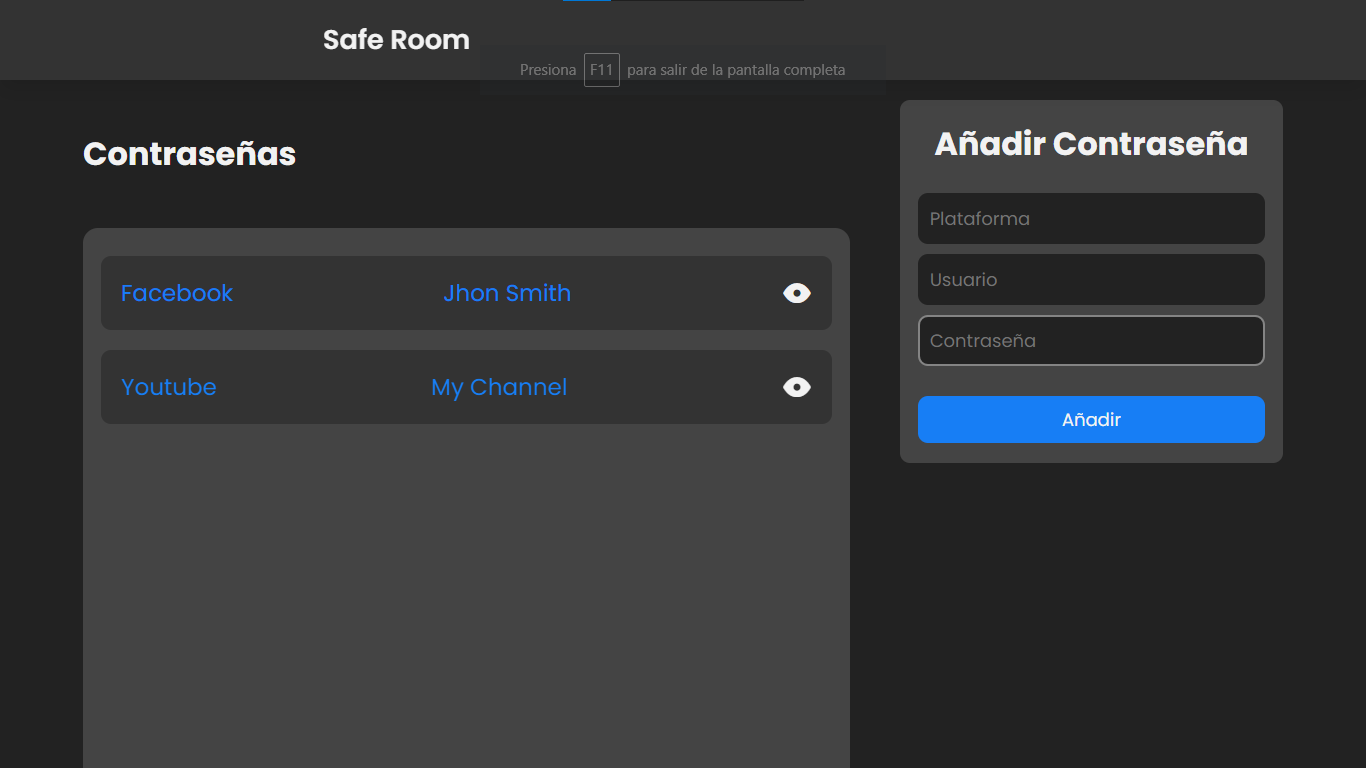 Safe Room
Presiona F11 para salir de la pantalla completa
Contraseñas
Facebook Jhon Smith
Youtube My Channel
Añadir Contraseña
Plataforma
Usuario
Contraseña
Añadir